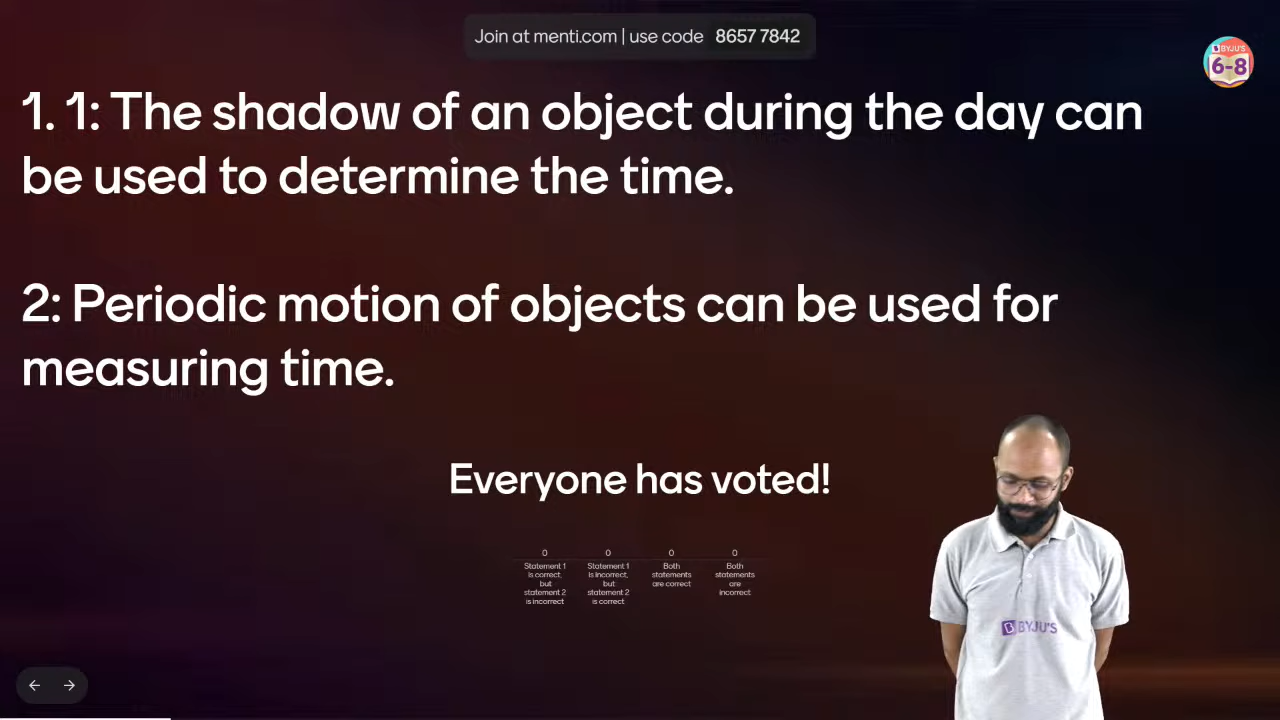 Join at menti.com | use code 8657 7842
BYJU'S
6-8
1. 1: The shadow of an object during the day can
be used to determine the time.
2: Periodic motion of objects can be used for
measuring time.
Everyone has voted!
0
Statement 1
is correct,
but
statement 2
is incorrect
0
Statement 1
is incorrect,
but
statement 2
is correct
0
Both
statements
are correct
0
Both
statements
are
incorrect
BYJU'S